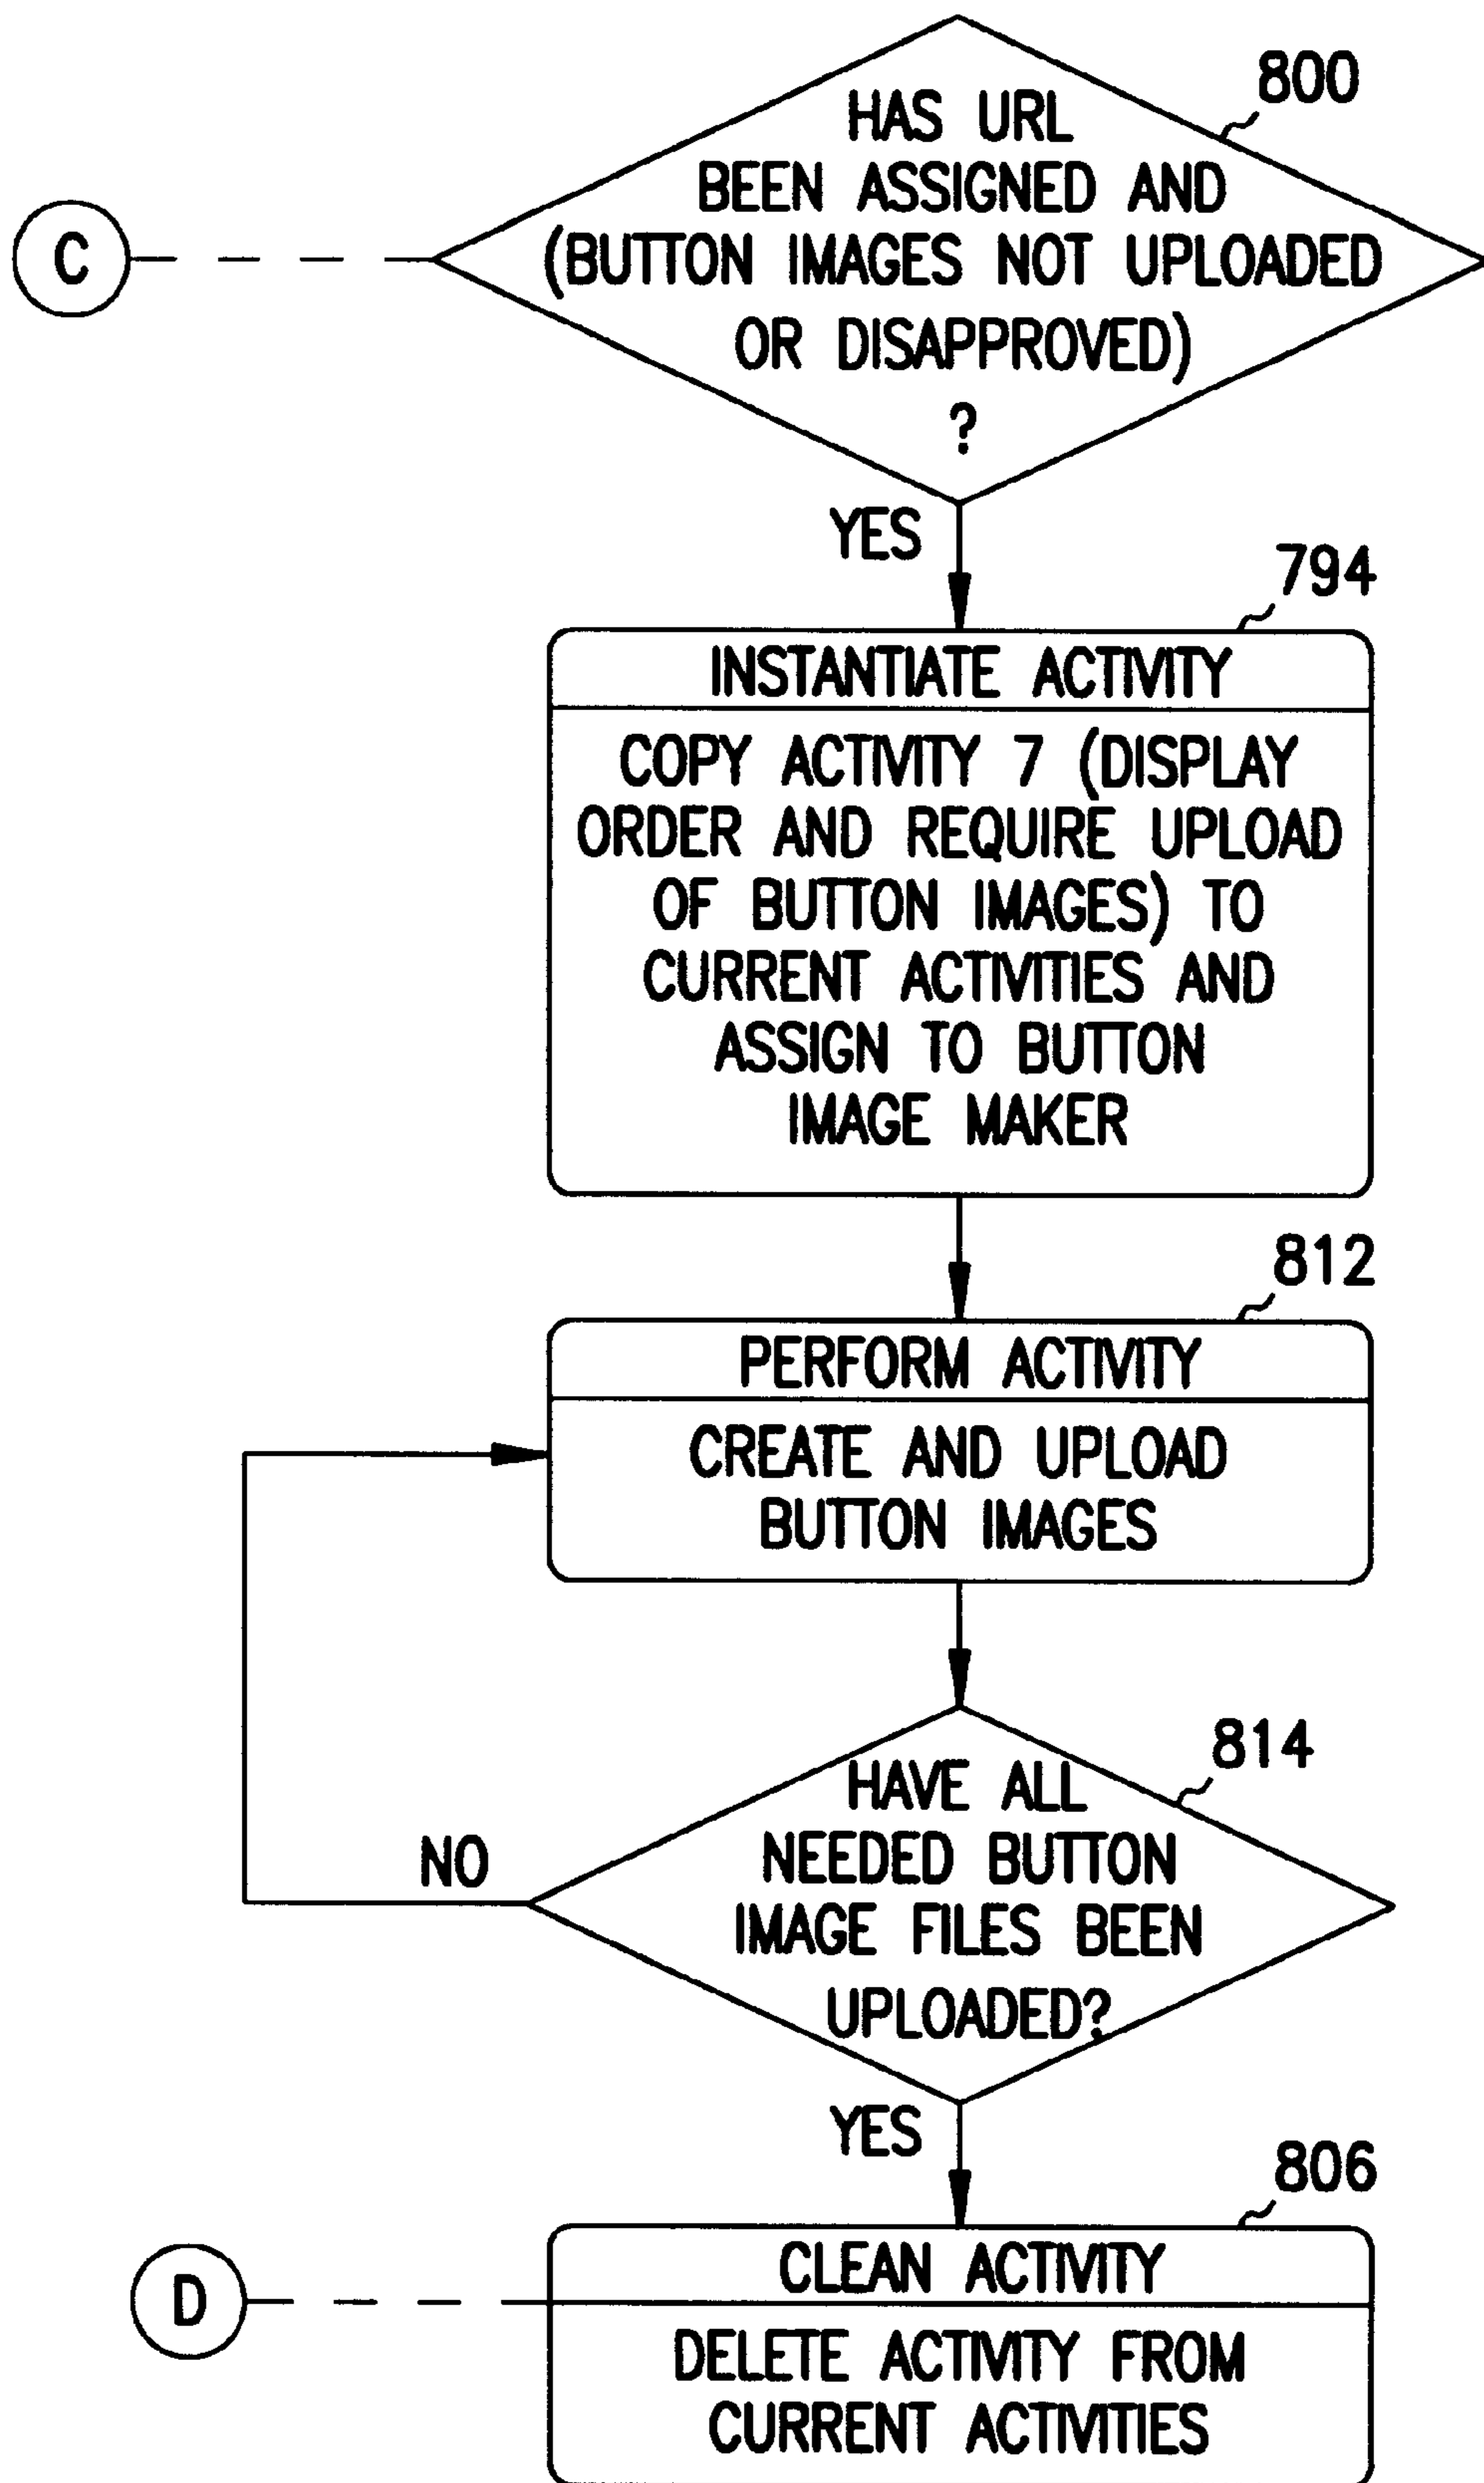 800
HAS URL
BEEN ASSIGNED AND
C
(BUTTON IMAGES NOT UPLOADED
OR DISAPPROVED)
?
YES
794
INSTANTIATE ACTIVITY
COPY ACTIVITY 7 (DISPLAY
ORDER AND REQUIRE UPLOAD
OF BUTTON IMAGES) TO
CURRENT ACTIVITIES AND
ASSIGN TO BUTTON
IMAGE MAKER
812
PERFORM ACTIVITY
CREATE AND UPLOAD
BUTTON IMAGES
814
HAVE ALL
NEEDED BUTTON
NO
IMAGE FILES BEEN
UPLOADED?
YES
806
CLEAN ACTIVITY
D
DELETE ACTIVITY FROM
CURRENT ACTIVITIES